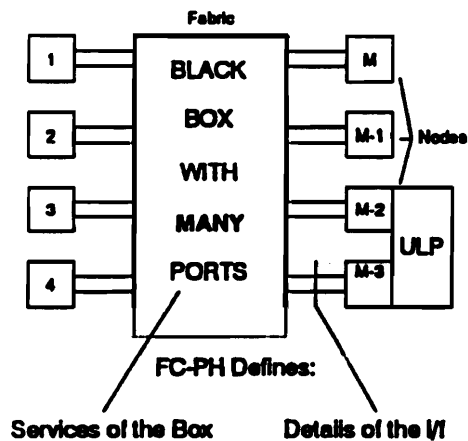 Fabric
1
BLACK
M
2
BOX
M-1
Nodes
WITH
3
MANY
M-2
ULP
4
PORTS
M-3
FC-PH Defines:
Services of the Box
Details of the I/f